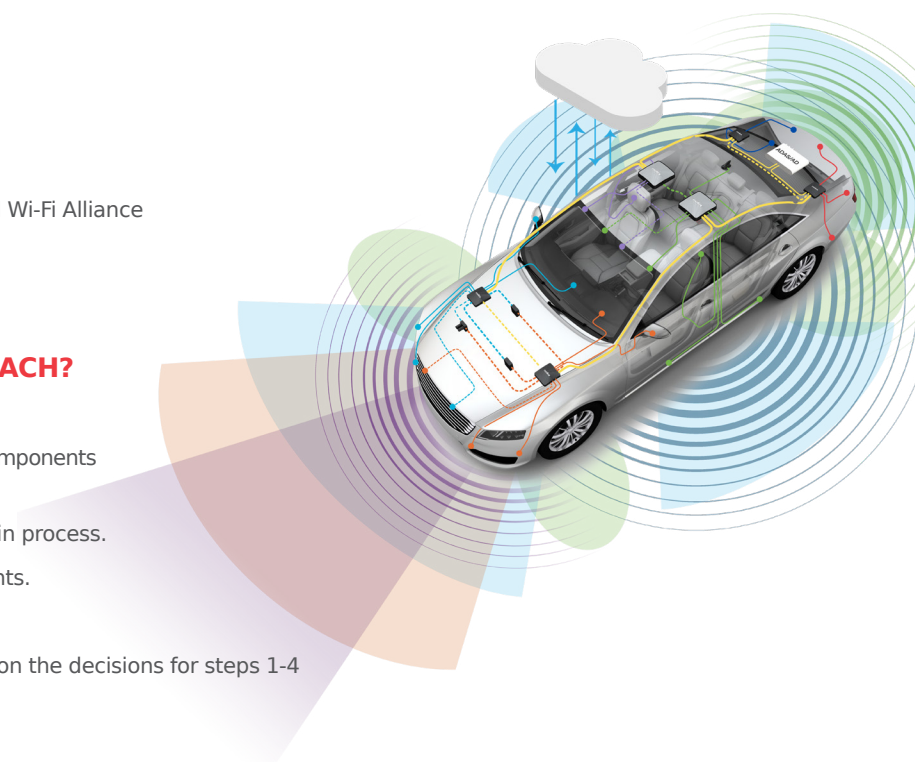 Wi-Fi Alliance
ADAS/AD
ACH?
mponents
in process.
nts.
on the decisions for steps 1-4